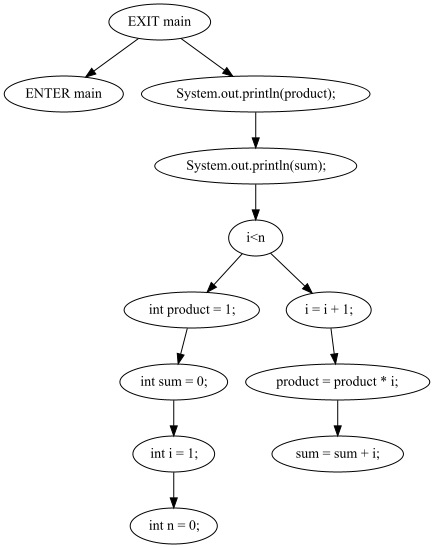 EXIT main
ENTER main
System.out.println(product);
System.out.println(sum);
i<n
int product = 1;
i = i + 1;
int sum = 0;
product = product * i;
int i = 1;
sum = sum + i;
int n = 0;